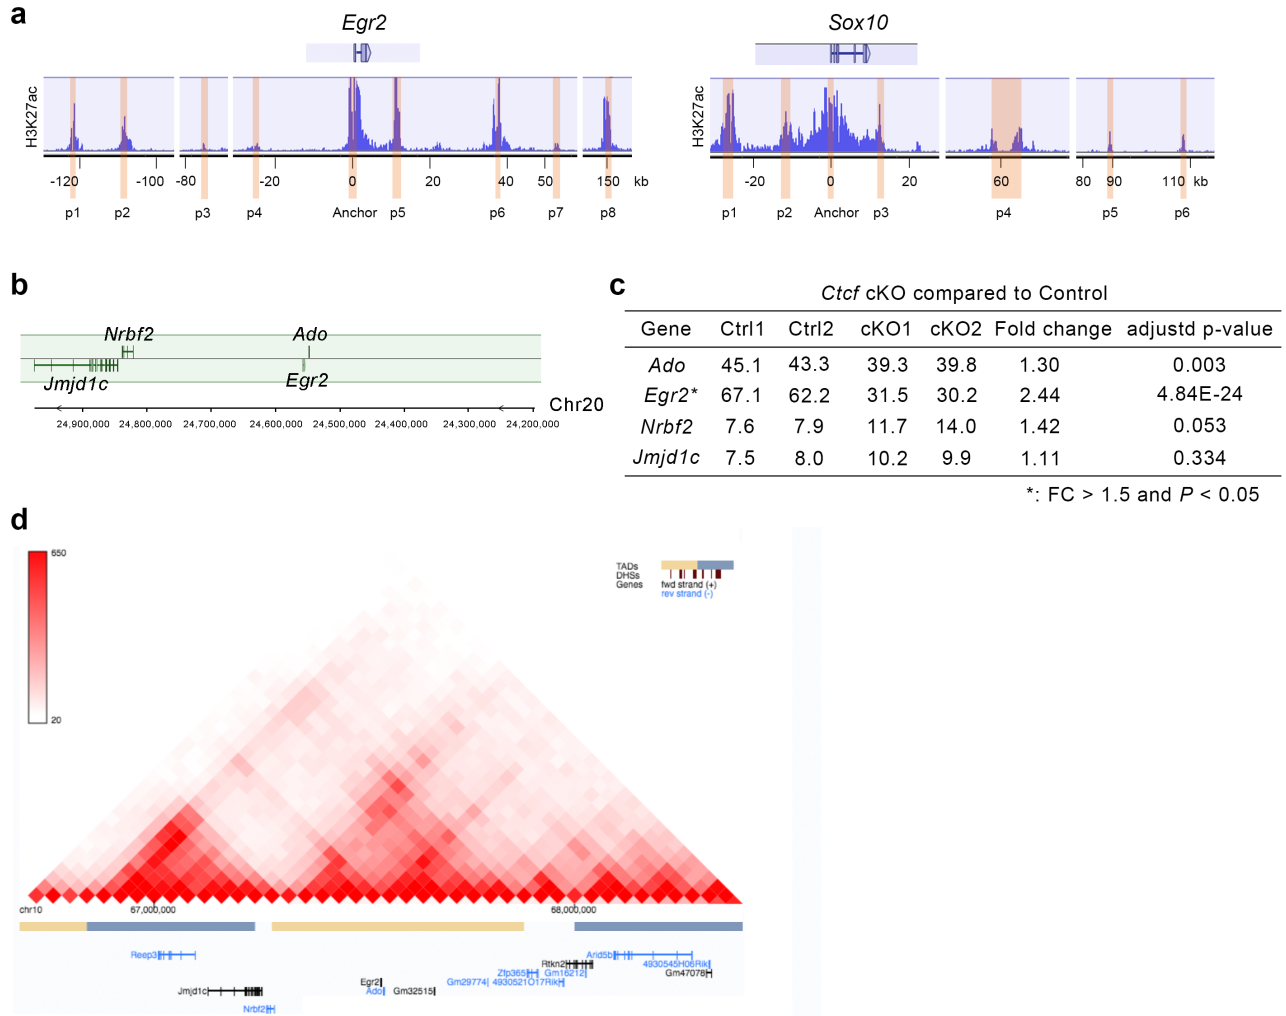 a
Egr2
Sox10
H3K27ac
H3K27ac
-120 -100 -80 -20 0 20 40 50 150 kb
-20 0 20 60 80 90 110 kb
p1 p2 p3 p4 Anchor p5 p6 p7 p8
p1 p2 Anchor p3 p4 p5 p6
b
Nrbf2 Ado
Jmjd1c Egr2
Chr20
24,900,000 24,800,000 24,700,000 24,600,000 24,500,000 24,400,000 24,300,000 24,200,000
c
Ctcf cKO compared to Control
Gene Ctrl1 Ctrl2 cKO1 cKO2 Fold change adjustd p-value
Ado 45.1 43.3 39.3 39.8 1.30 0.003
Egr2* 67.1 62.2 31.5 30.2 2.44 4.84E-24
Nrbf2 7.6 7.9 11.7 14.0 1.42 0.053
Jmjd1c 7.5 8.0 10.2 9.9 1.11 0.334
*: FC > 1.5 and P < 0.05
d
650
20
TADs
DHSs
Genes fwd strand (+)
rev strand (-)
chr10 67,000,000 68,000,000
Reep3 Arid5b
Rtkn2 4930545H06Rik
Zfp365 Gm16212 Gm47078
Egr2 Gm29774 4930521O17Rik
Jmjd1c Ado Gm32515
Nrbf2